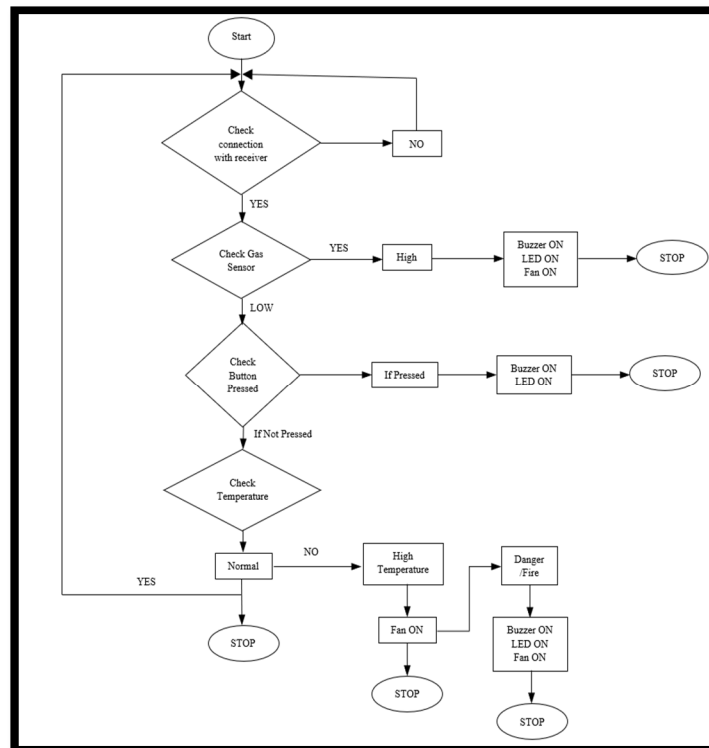 Start
Check
connection
with receiver
NO
YES
Check Gas
Sensor
YES
High
Buzzer ON
LED ON
Fan ON
STOP
LOW
Check
Button
Pressed
If Pressed
Buzzer ON
LED ON
STOP
If Not Pressed
Check
Temperature
Normal
NO
High
Temperature
Danger
/Fire
YES
STOP
Fan ON
Buzzer ON
LED ON
Fan ON
STOP
STOP